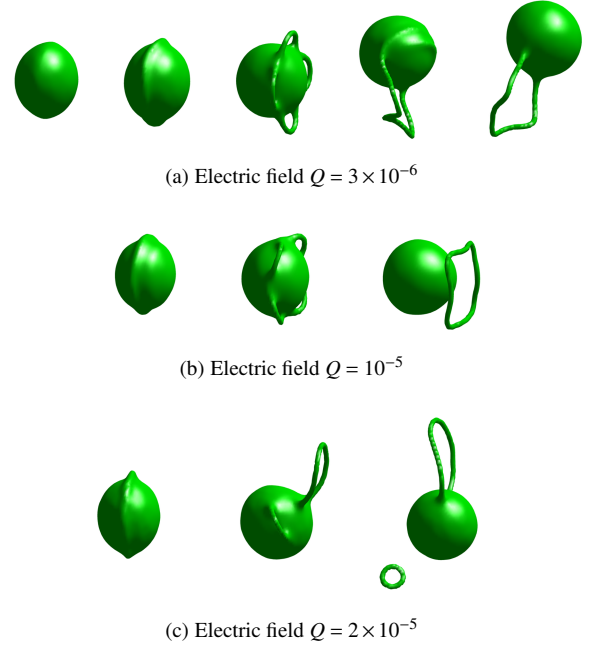 (a) Electric field Q = 3 × 10⁻⁶
(b) Electric field Q = 10⁻⁵
(c) Electric field Q = 2 × 10⁻⁵